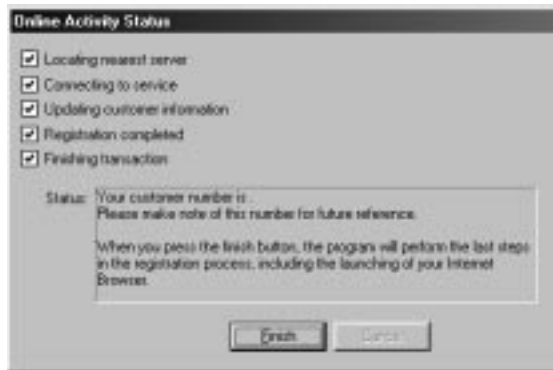 Online Activity Status
Locating nearest server
Connecting to service
Updating customer information
Registration completed
Finishing transaction
Status: Your customer number is .
Please make note of this number for future reference.
When you press the finish button, the program will perform the last steps
in the registration process, including the launching of your Internet
Browser.
Finish Cancel